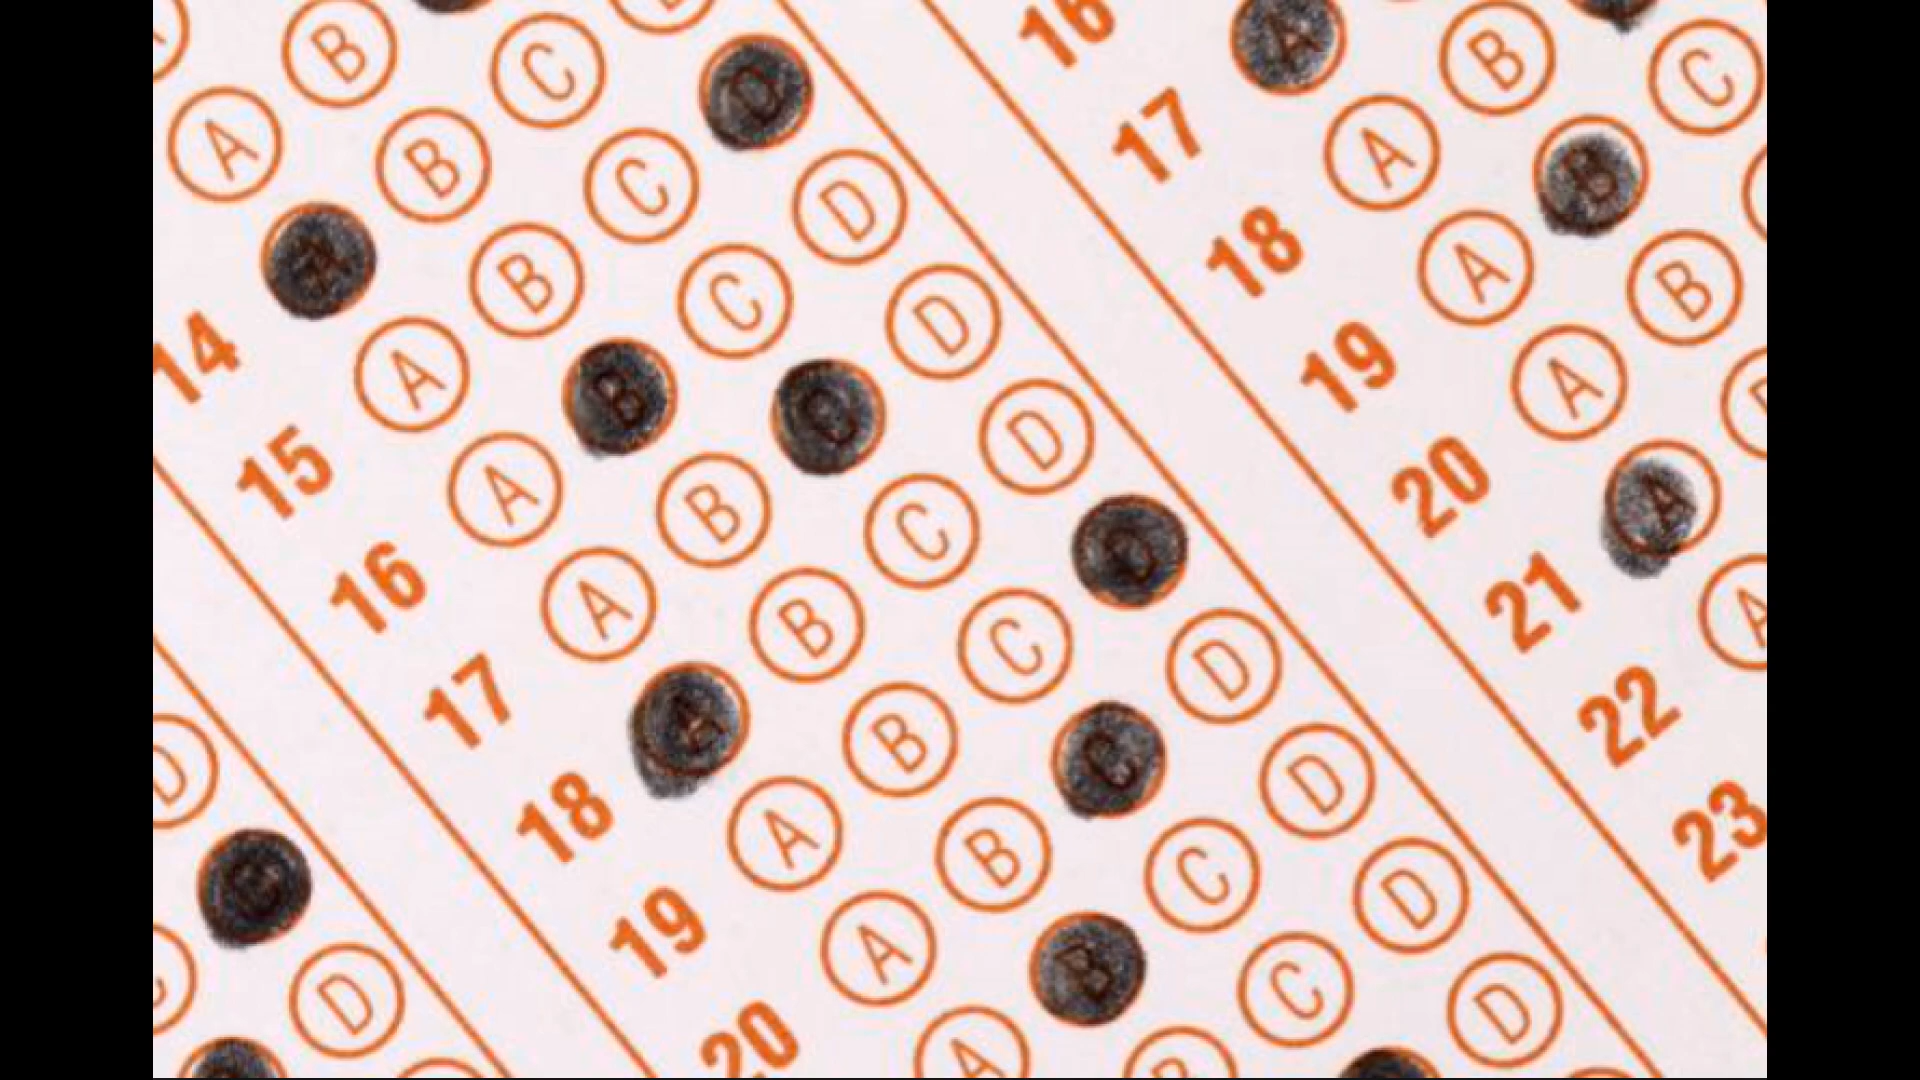 D
D
C D
A B
14 A B C
15 A B C D
16 A B C D
17 A B C D
18 A B C D
19 A B C D
20 A B C D
A B C D
B C D
D
16
17 A
18 A B
19 A B C
20 A B
21 A B
22 A
23